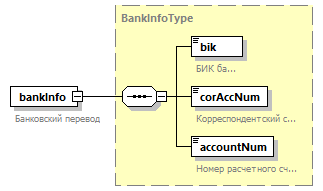 BankInfoType
bankInfo
Банковский перевод
bik
БИК ба...
corAccNum
Корреспондентский с...
accountNum
Номер расчетного сч...